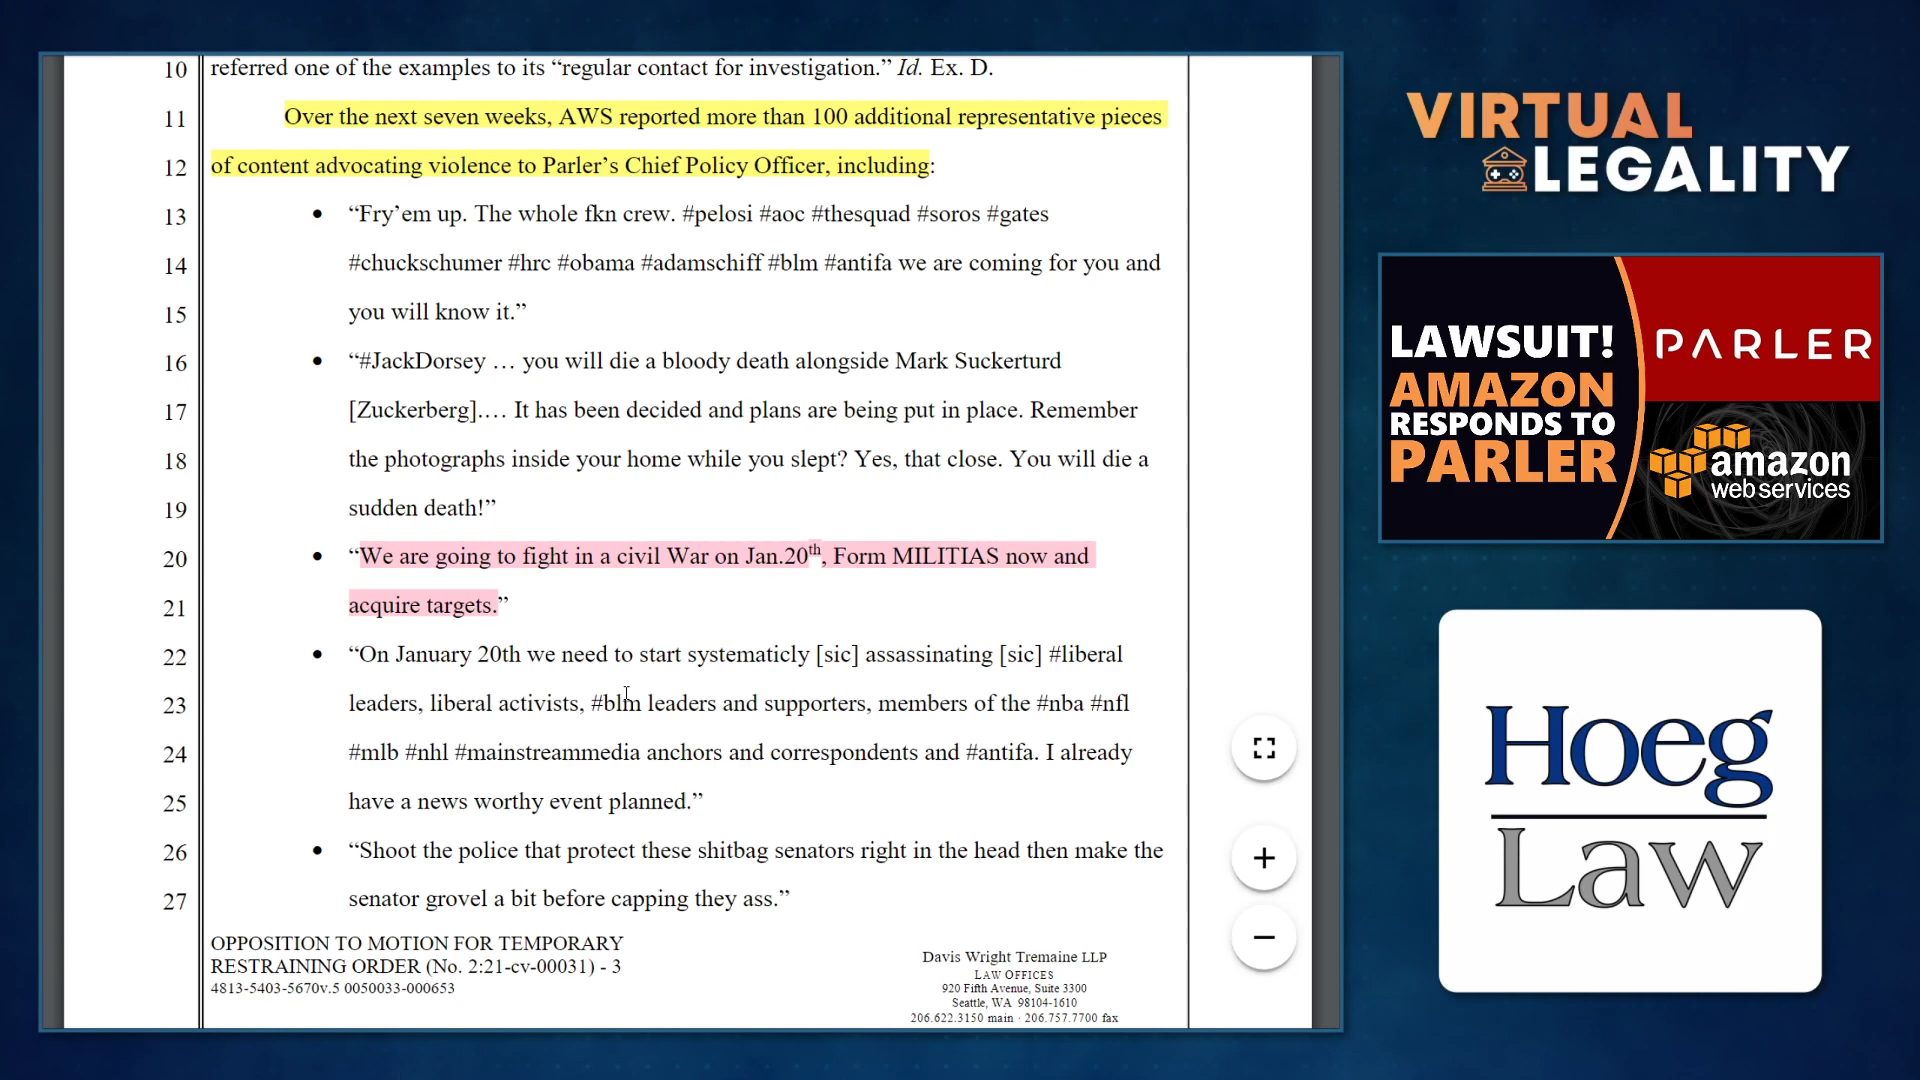 10 referred one of the examples to its “regular contact for investigation.” Id. Ex. D.
11 Over the next seven weeks, AWS reported more than 100 additional representative pieces
12 of content advocating violence to Parler’s Chief Policy Officer, including:
13 • “Fry’em up. The whole fkn crew. #pelosi #aoc #thesquad #soros #gates
14 #chuckschumer #hrc #obama #adamschiff #blm #antifa we are coming for you and
15 you will know it.”
16 • “#JackDorsey … you will die a bloody death alongside Mark Suckerturd
17 [Zuckerberg].… It has been decided and plans are being put in place. Remember
18 the photographs inside your home while you slept? Yes, that close. You will die a
19 sudden death!”
20 • “We are going to fight in a civil War on Jan.20th, Form MILITIAS now and
21 acquire targets.”
22 • “On January 20th we need to start systematicly [sic] assassinating [sic] #liberal
23 leaders, liberal activists, #blm leaders and supporters, members of the #nba #nfl
24 #mlb #nhl #mainstreammedia anchors and correspondents and #antifa. I already
25 have a news worthy event planned.”
26 • “Shoot the police that protect these shitbag senators right in the head then make the
27 senator grovel a bit before capping they ass.”
OPPOSITION TO MOTION FOR TEMPORARY
RESTRAINING ORDER (No. 2:21-cv-00031) - 3
4813-5403-5670v.5 0050033-000653
Davis Wright Tremaine LLP
LAW OFFICES
920 Fifth Avenue, Suite 3300
Seattle, WA 98104-1610
206.622.3150 main · 206.757.7700 fax
VIRTUAL
LEGALITY
LAWSUIT!
AMAZON
RESPONDS TO
PARLER
PARLER
amazon
web services
Hoeg
Law